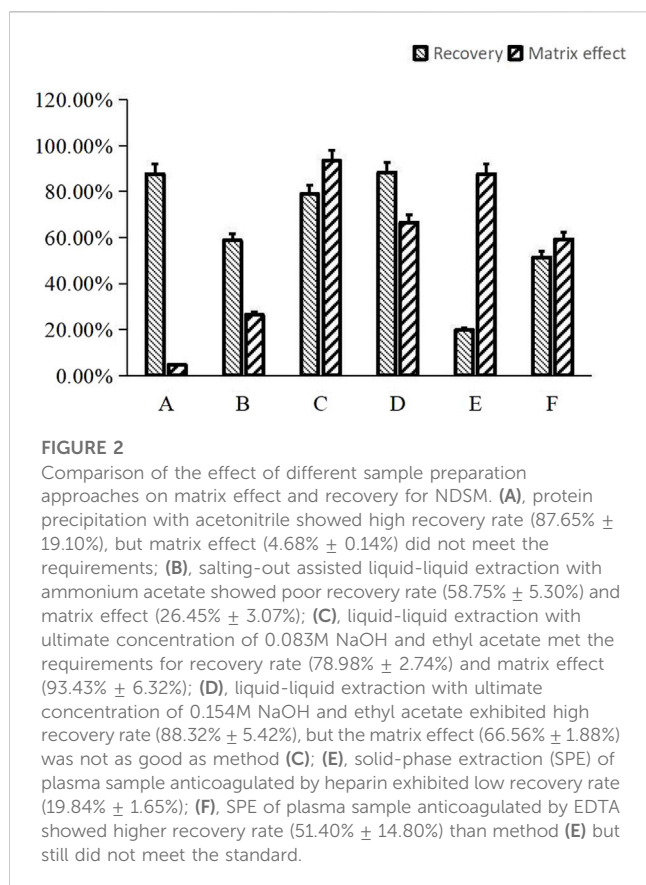 Recovery Matrix effect
120.00%
100.00%
80.00%
60.00%
40.00%
20.00%
0.00%
A B C D E F
FIGURE 2
Comparison of the effect of different sample preparation
approaches on matrix effect and recovery for NDSM. (A), protein
precipitation with acetonitrile showed high recovery rate (87.65% ±
19.10%), but matrix effect (4.68% ± 0.14%) did not meet the
requirements; (B), salting-out assisted liquid-liquid extraction with
ammonium acetate showed poor recovery rate (58.75% ± 5.30%) and
matrix effect (26.45% ± 3.07%); (C), liquid-liquid extraction with
ultimate concentration of 0.083M NaOH and ethyl acetate met the
requirements for recovery rate (78.98% ± 2.74%) and matrix effect
(93.43% ± 6.32%); (D), liquid-liquid extraction with ultimate
concentration of 0.154M NaOH and ethyl acetate exhibited high
recovery rate (88.32% ± 5.42%), but the matrix effect (66.56% ± 1.88%)
was not as good as method (C); (E), solid-phase extraction (SPE) of
plasma sample anticoagulated by heparin exhibited low recovery rate
(19.84% ± 1.65%); (F), SPE of plasma sample anticoagulated by EDTA
showed higher recovery rate (51.40% ± 14.80%) than method (E) but
still did not meet the standard.